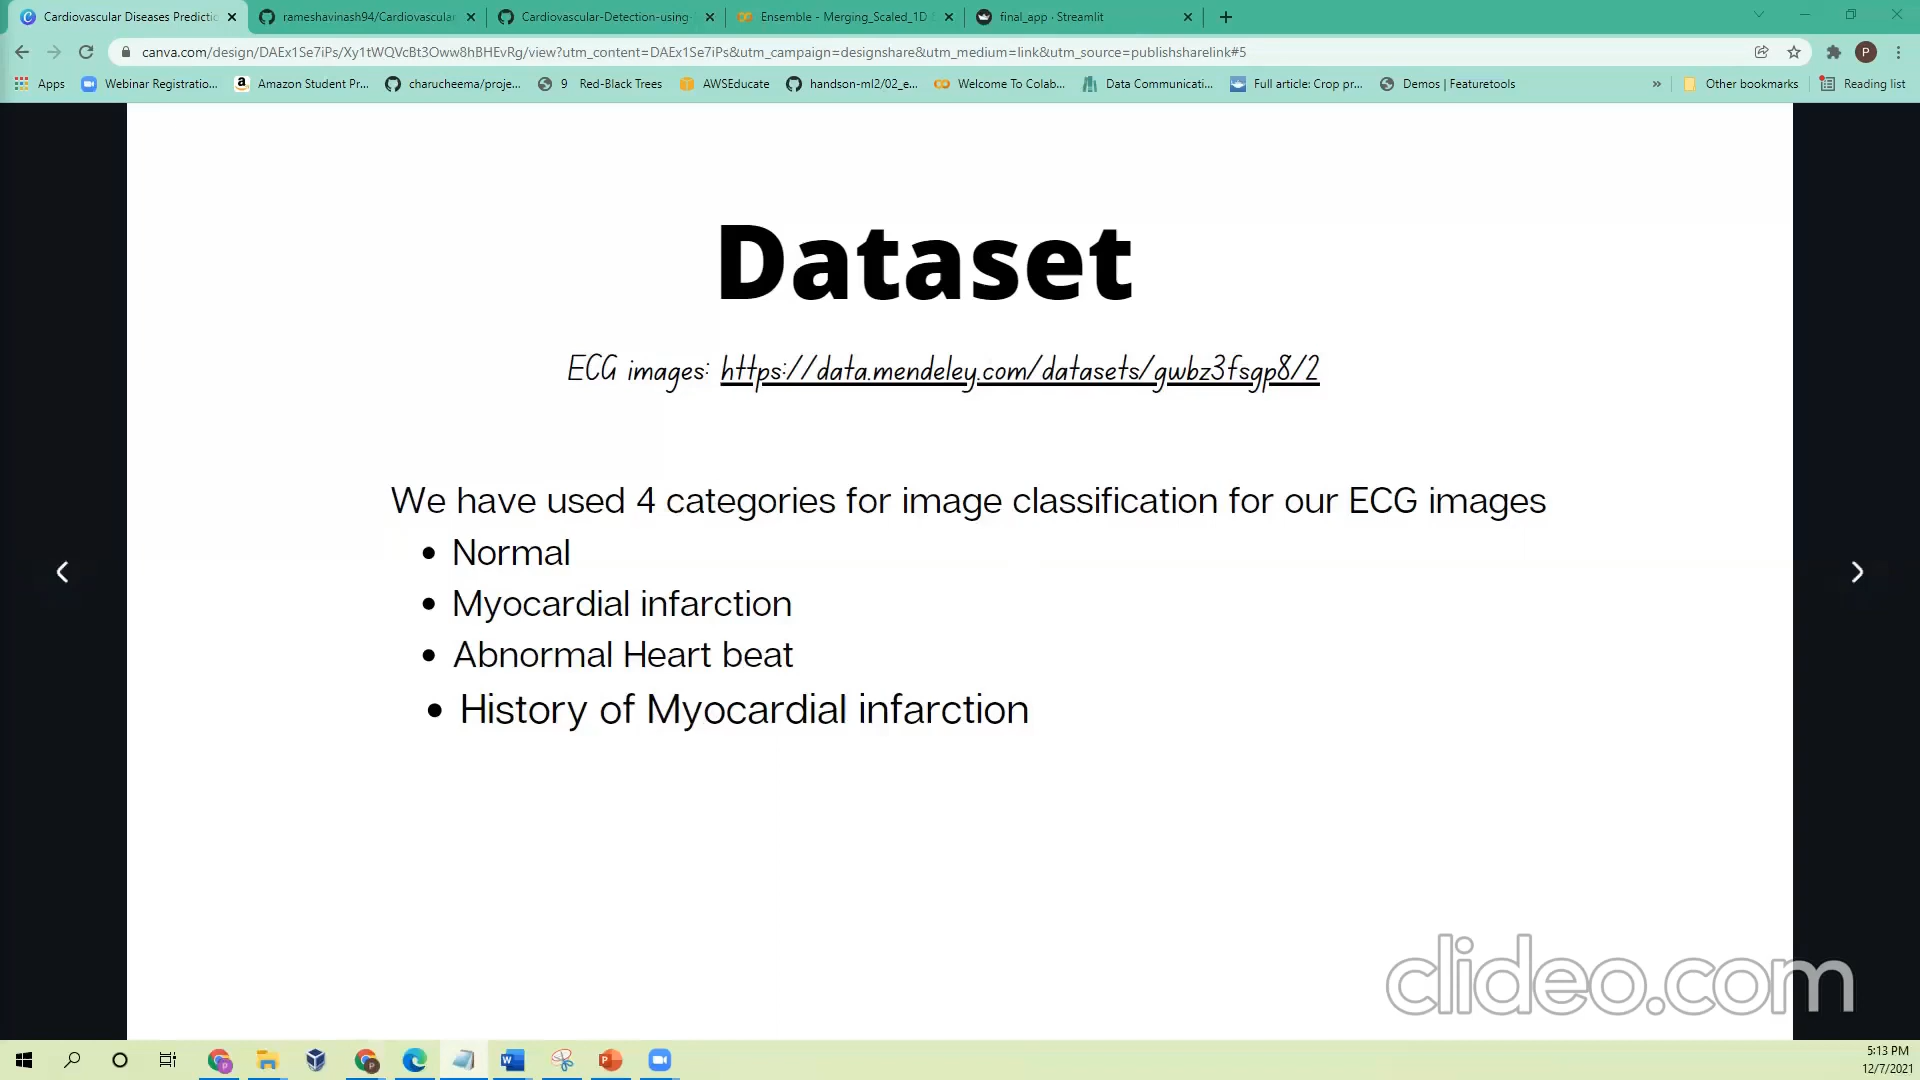 Cardiovascular Diseases Predictic
rameshavinash94/Cardiovascular
Cardiovascular-Detection-using-
Ensemble - Merging_Scaled_1D
final_app · Streamlit
canva.com/design/DAEx1Se7iPs/Xy1tWQVcBt3Oww8hBHEvRg/view?utm_content=DAEx1Se7iPs&utm_campaign=designshare&utm_medium=link&utm_source=publishsharelink#5
P
Apps
Webinar Registratio...
Amazon Student Pr...
charucheema/proje...
9 Red-Black Trees
AWSEducate
handson-ml2/02_e...
Welcome To Colab...
Data Communicati...
Full article: Crop pr...
Demos | Featuretools
»
Other bookmarks
Reading list
Dataset
ECG images: https://data.mendeley.com/datasets/gwbz3fsgp8/2
We have used 4 categories for image classification for our ECG images
• Normal
• Myocardial infarction
• Abnormal Heart beat
• History of Myocardial infarction
clideo.com
5:13 PM
12/7/2021